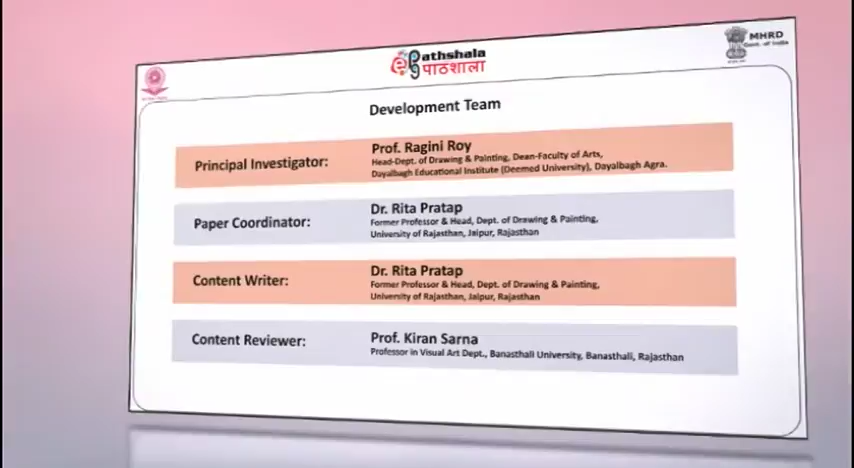 ePathshala
पाठशाला
MHRD
Govt. of India
Development Team
Principal Investigator:
Prof. Ragini Roy
Head-Dept. of Drawing & Painting, Dean-Faculty of Arts,
Dayalbagh Educational Institute (Deemed University), Dayalbagh Agra.
Paper Coordinator:
Dr. Rita Pratap
Former Professor & Head, Dept. of Drawing & Painting,
University of Rajasthan, Jaipur, Rajasthan
Content Writer:
Dr. Rita Pratap
Former Professor & Head, Dept. of Drawing & Painting,
University of Rajasthan, Jaipur, Rajasthan
Content Reviewer:
Prof. Kiran Sarna
Professor in Visual Art Dept., Banasthali University, Banasthali, Rajasthan